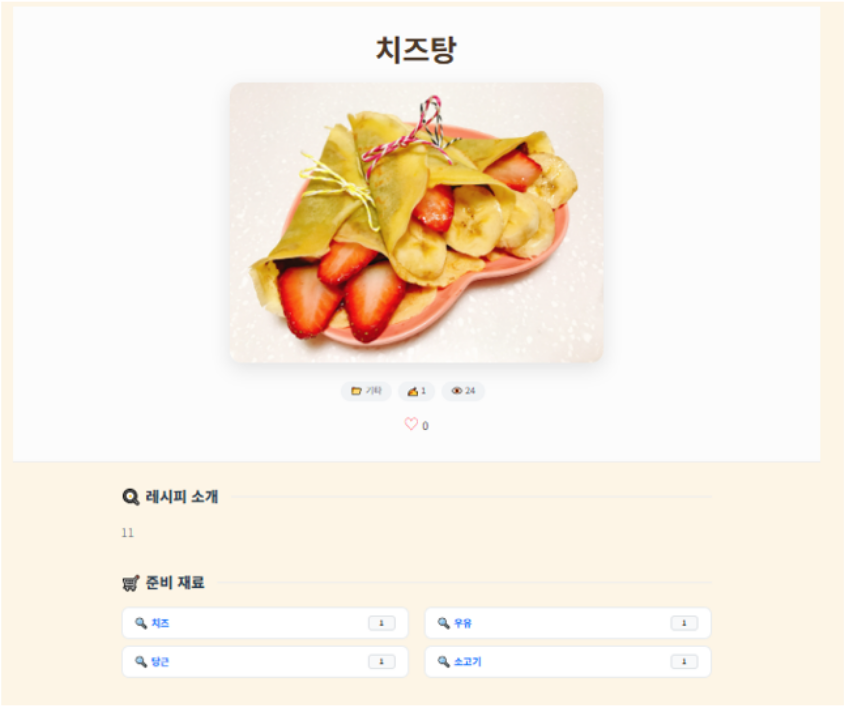 치즈탕
기타
1
24
0
레시피 소개
11
준비 재료
치즈 1
우유 1
당근 1
소고기 1